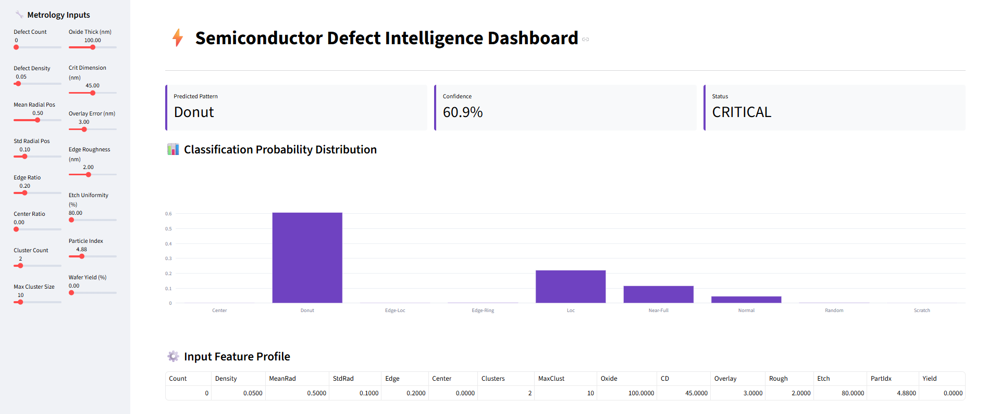 Metrology Inputs
Defect Count
0
Defect Density
0.05
Mean Radial Pos
0.50
Std Radial Pos
0.10
Edge Ratio
0.20
Center Ratio
0.00
Cluster Count
2
Max Cluster Size
10
Oxide Thick (nm)
100.00
Crit Dimension
(nm)
45.00
Overlay Error (nm)
3.00
Edge Roughness
(nm)
2.00
Etch Uniformity
(%)
80.00
Particle Index
4.88
Wafer Yield (%)
0.00
Semiconductor Defect Intelligence Dashboard
Predicted Pattern
Donut
Confidence
60.9%
Status
CRITICAL
Classification Probability Distribution
0.6
0.5
0.4
0.3
0.2
0.1
0
Center Donut Edge-Loc Edge-Ring Loc Near-Full Normal Random Scratch
Input Feature Profile
Count Density MeanRad StdRad Edge Center Clusters MaxClust Oxide CD Overlay Rough Etch PartIdx Yield
0 0.0500 0.5000 0.1000 0.2000 0.0000 2 10 100.0000 45.0000 3.0000 2.0000 80.0000 4.8800 0.0000